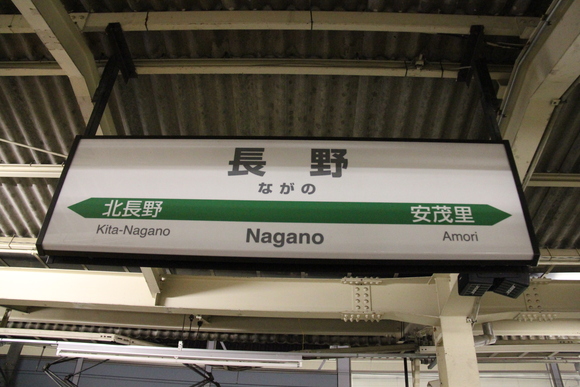 長野
ながの
北長野
安茂里
Kita-Nagano
Nagano
Amori